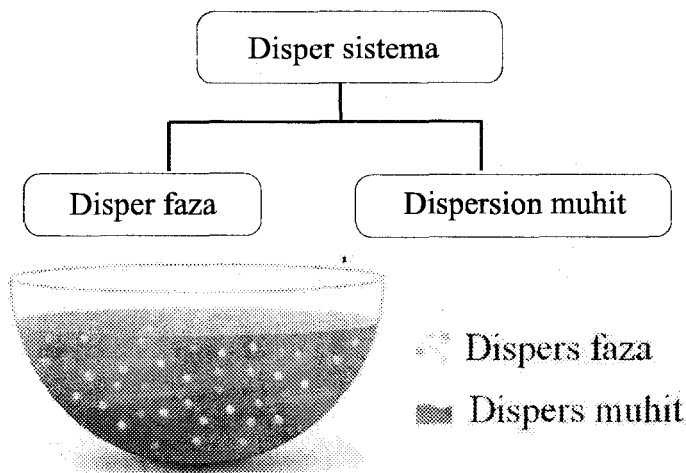 Disper sistema
Disper faza
Dispersion muhit
Dispers faza
Dispers muhit